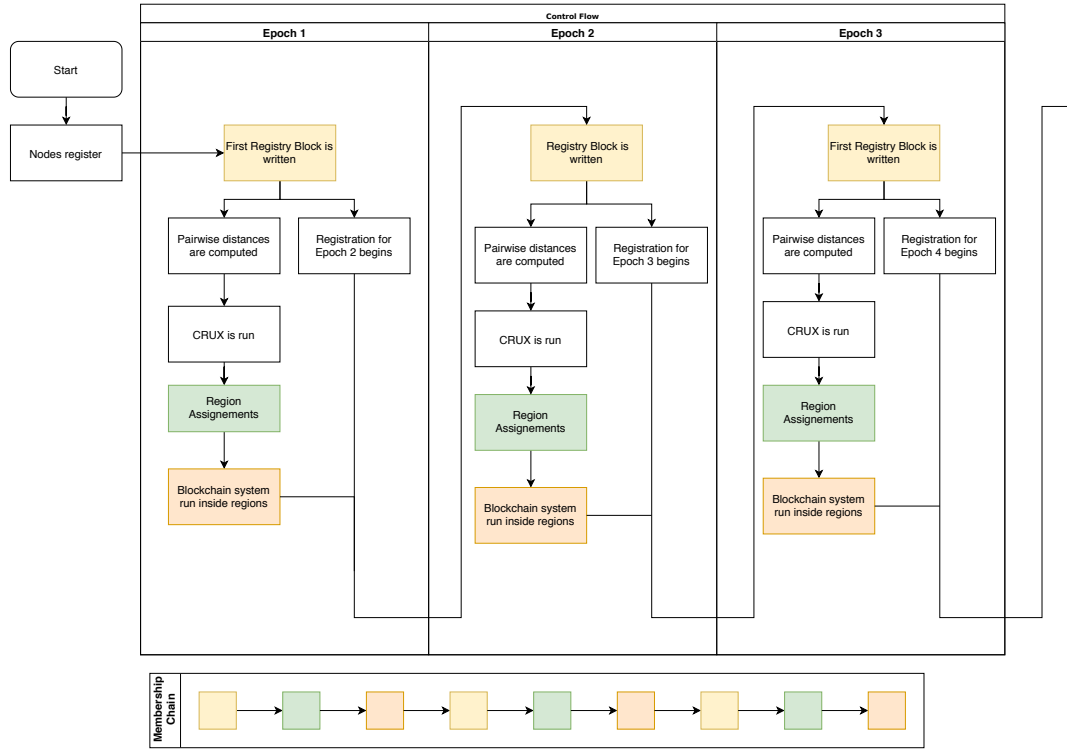 Control Flow
Epoch 1
Epoch 2
Epoch 3
Start
Nodes register
First Registry Block is
written
Pairwise distances
are computed
Registration for
Epoch 2 begins
CRUX is run
Region
Assignements
Blockchain system
run inside regions
Registry Block is
written
Pairwise distances
are computed
Registration for
Epoch 3 begins
CRUX is run
Region
Assignements
Blockchain system
run inside regions
First Registry Block is
written
Pairwise distances
are computed
Registration for
Epoch 4 begins
CRUX is run
Region
Assignements
Blockchain system
run inside regions
Membership
Chain